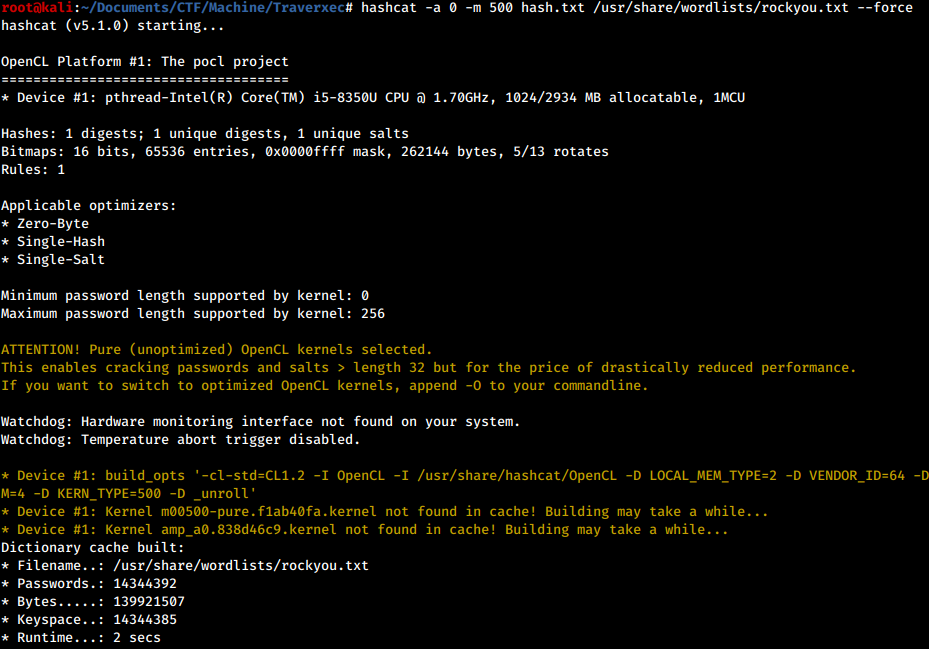 root@kali:~/Documents/CTF/Machine/Traverxec# hashcat -a 0 -m 500 hash.txt /usr/share/wordlists/rockyou.txt --force
hashcat (v5.1.0) starting...
OpenCL Platform #1: The pocl project
====================================
* Device #1: pthread-Intel(R) Core(TM) i5-8350U CPU @ 1.70GHz, 1024/2934 MB allocatable, 1MCU
Hashes: 1 digests; 1 unique digests, 1 unique salts
Bitmaps: 16 bits, 65536 entries, 0x0000ffff mask, 262144 bytes, 5/13 rotates
Rules: 1
Applicable optimizers:
* Zero-Byte
* Single-Hash
* Single-Salt
Minimum password length supported by kernel: 0
Maximum password length supported by kernel: 256
ATTENTION! Pure (unoptimized) OpenCL kernels selected.
This enables cracking passwords and salts > length 32 but for the price of drastically reduced performance.
If you want to switch to optimized OpenCL kernels, append -O to your commandline.
Watchdog: Hardware monitoring interface not found on your system.
Watchdog: Temperature abort trigger disabled.
* Device #1: build_opts '-cl-std=CL1.2 -I OpenCL -I /usr/share/hashcat/OpenCL -D LOCAL_MEM_TYPE=2 -D VENDOR_ID=64 -D
M=4 -D KERN_TYPE=500 -D _unroll'
* Device #1: Kernel m00500-pure.f1ab40fa.kernel not found in cache! Building may take a while...
* Device #1: Kernel amp_a0.838d46c9.kernel not found in cache! Building may take a while...
Dictionary cache built:
* Filename..: /usr/share/wordlists/rockyou.txt
* Passwords.: 14344392
* Bytes.....: 139921507
* Keyspace..: 14344385
* Runtime...: 2 secs